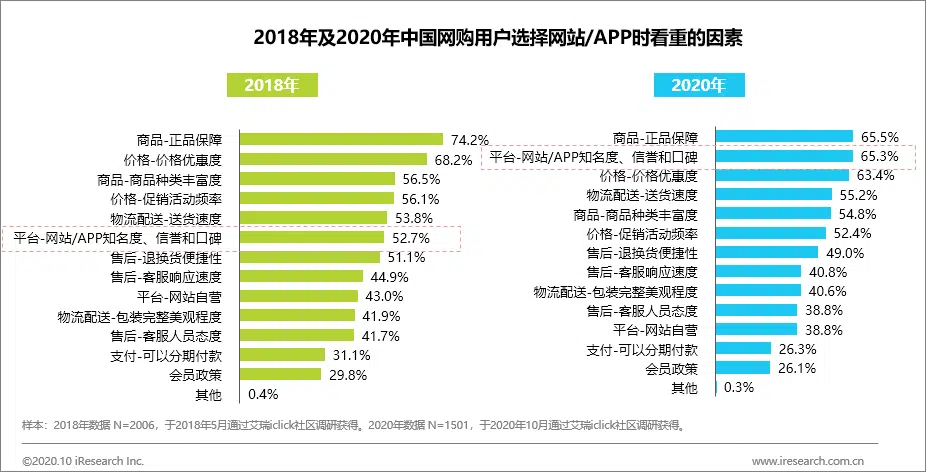 2018年及2020年中国网购用户选择网站/APP时看重的因素
2018年
商品-正品保障 74.2%
价格-价格优惠度 68.2%
商品-商品种类丰富度 56.5%
价格-促销活动频率 56.1%
物流配送-送货速度 53.8%
平台-网站/APP知名度、信誉和口碑 52.7%
售后-退换货便捷性 51.1%
售后-客服响应速度 44.9%
平台-网站自营 43.0%
物流配送-包装完整美观程度 41.9%
售后-客服人员态度 41.7%
支付-可以分期付款 31.1%
会员政策 29.8%
其他 0.4%
2020年
商品-正品保障 65.5%
平台-网站/APP知名度、信誉和口碑 65.3%
价格-价格优惠度 63.4%
物流配送-送货速度 55.2%
商品-商品种类丰富度 54.8%
价格-促销活动频率 52.4%
售后-退换货便捷性 49.0%
售后-客服响应速度 40.8%
物流配送-包装完整美观程度 40.6%
售后-客服人员态度 38.8%
平台-网站自营 38.8%
支付-可以分期付款 26.3%
会员政策 26.1%
其他 0.3%
样本：2018年数据 N=2006，于2018年5月通过艾瑞iclick社区调研获得。2020年数据 N=1501，于2020年10月通过艾瑞iclick社区调研获得。
©2020.10 iResearch Inc.
www.iresearch.com.cn